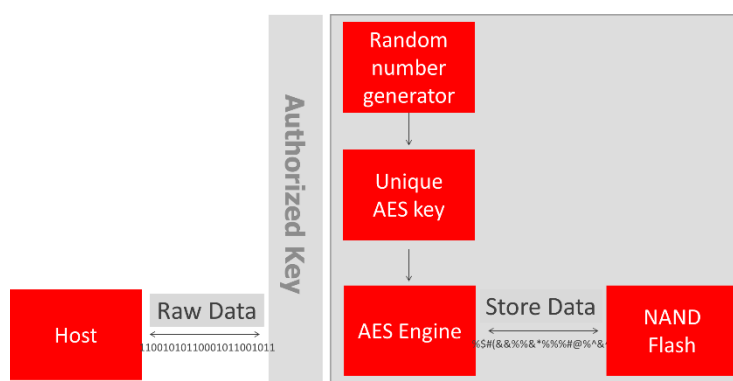 Random
number
generator
Authorized Key
Unique
AES key
Host
Raw Data
11001010110001011001011
AES Engine
Store Data
%$#(&&%%&*%%%#@%^&
NAND
Flash